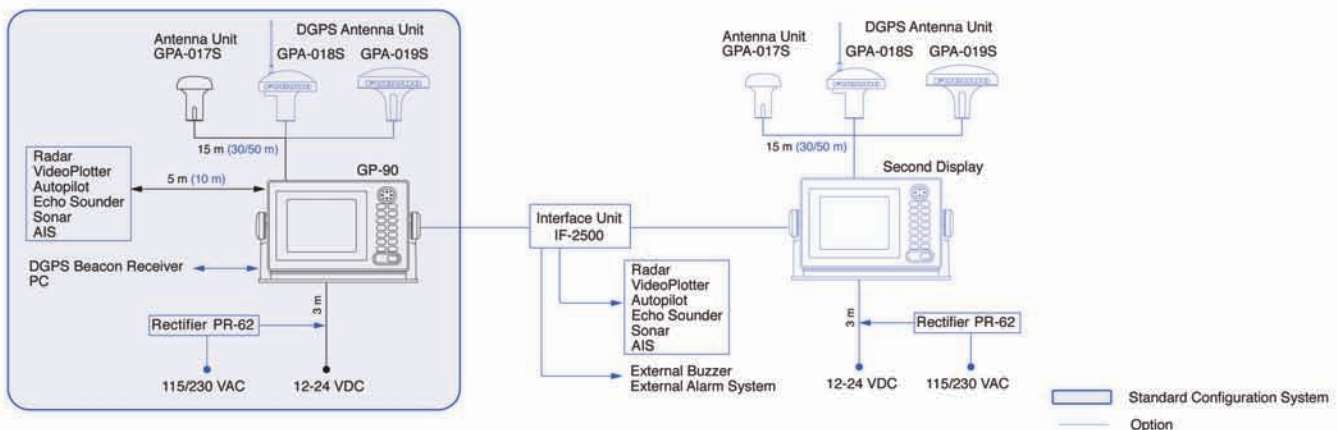 Antenna Unit
GPA-017S
DGPS Antenna Unit
GPA-018S
GPA-019S
FURUNO
FURUNO
15 m (30/50 m)
Radar
VideoPlotter
Autopilot
Echo Sounder
Sonar
AIS
5 m (10 m)
GP-90
DGPS Beacon Receiver
PC
3 m
Rectifier PR-62
115/230 VAC
12-24 VDC
Interface Unit
IF-2500
Radar
VideoPlotter
Autopilot
Echo Sounder
Sonar
AIS
External Buzzer
External Alarm System
Antenna Unit
GPA-017S
DGPS Antenna Unit
GPA-018S
GPA-019S
FURUNO
FURUNO
15 m (30/50 m)
Second Display
3 m
Rectifier PR-62
12-24 VDC
115/230 VAC
Standard Configuration System
Option